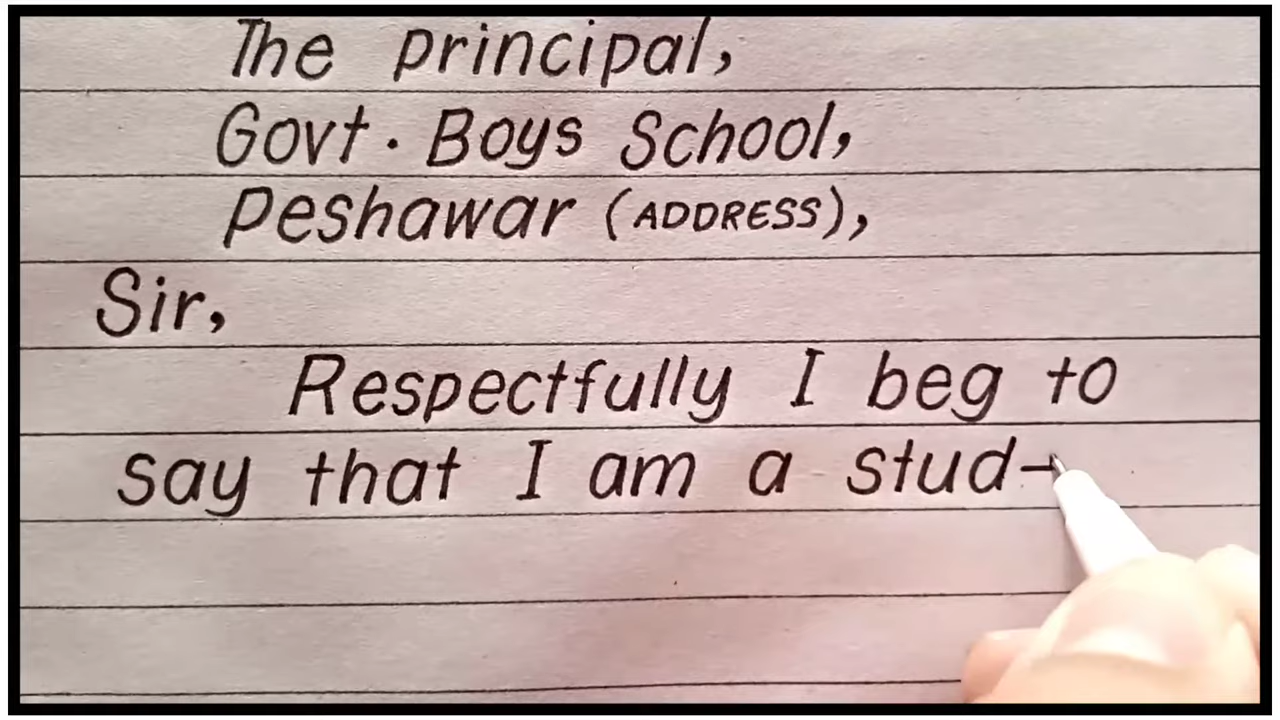 The principal,
Govt. Boys School,
Peshawar (ADDRESS),
Sir,
Respectfully I beg to
say that I am a stud-